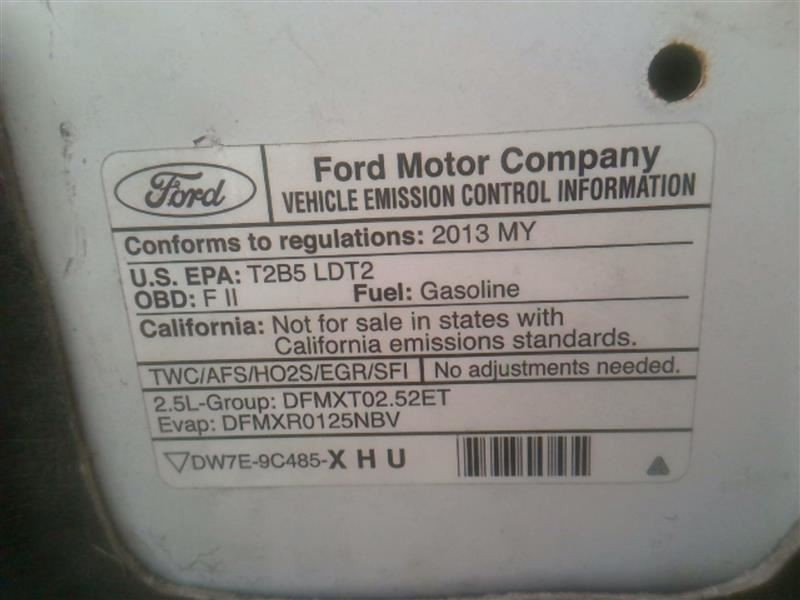 Ford
Ford Motor Company
VEHICLE EMISSION CONTROL INFORMATION
Conforms to regulations: 2013 MY
U.S. EPA: T2B5 LDT2
OBD: F II Fuel: Gasoline
California: Not for sale in states with
California emissions standards.
TWC/AFS/HO2S/EGR/SFI No adjustments needed.
2.5L-Group: DFMXT02.52ET
Evap: DFMXR0125NBV
DW7E-9C485-X H U